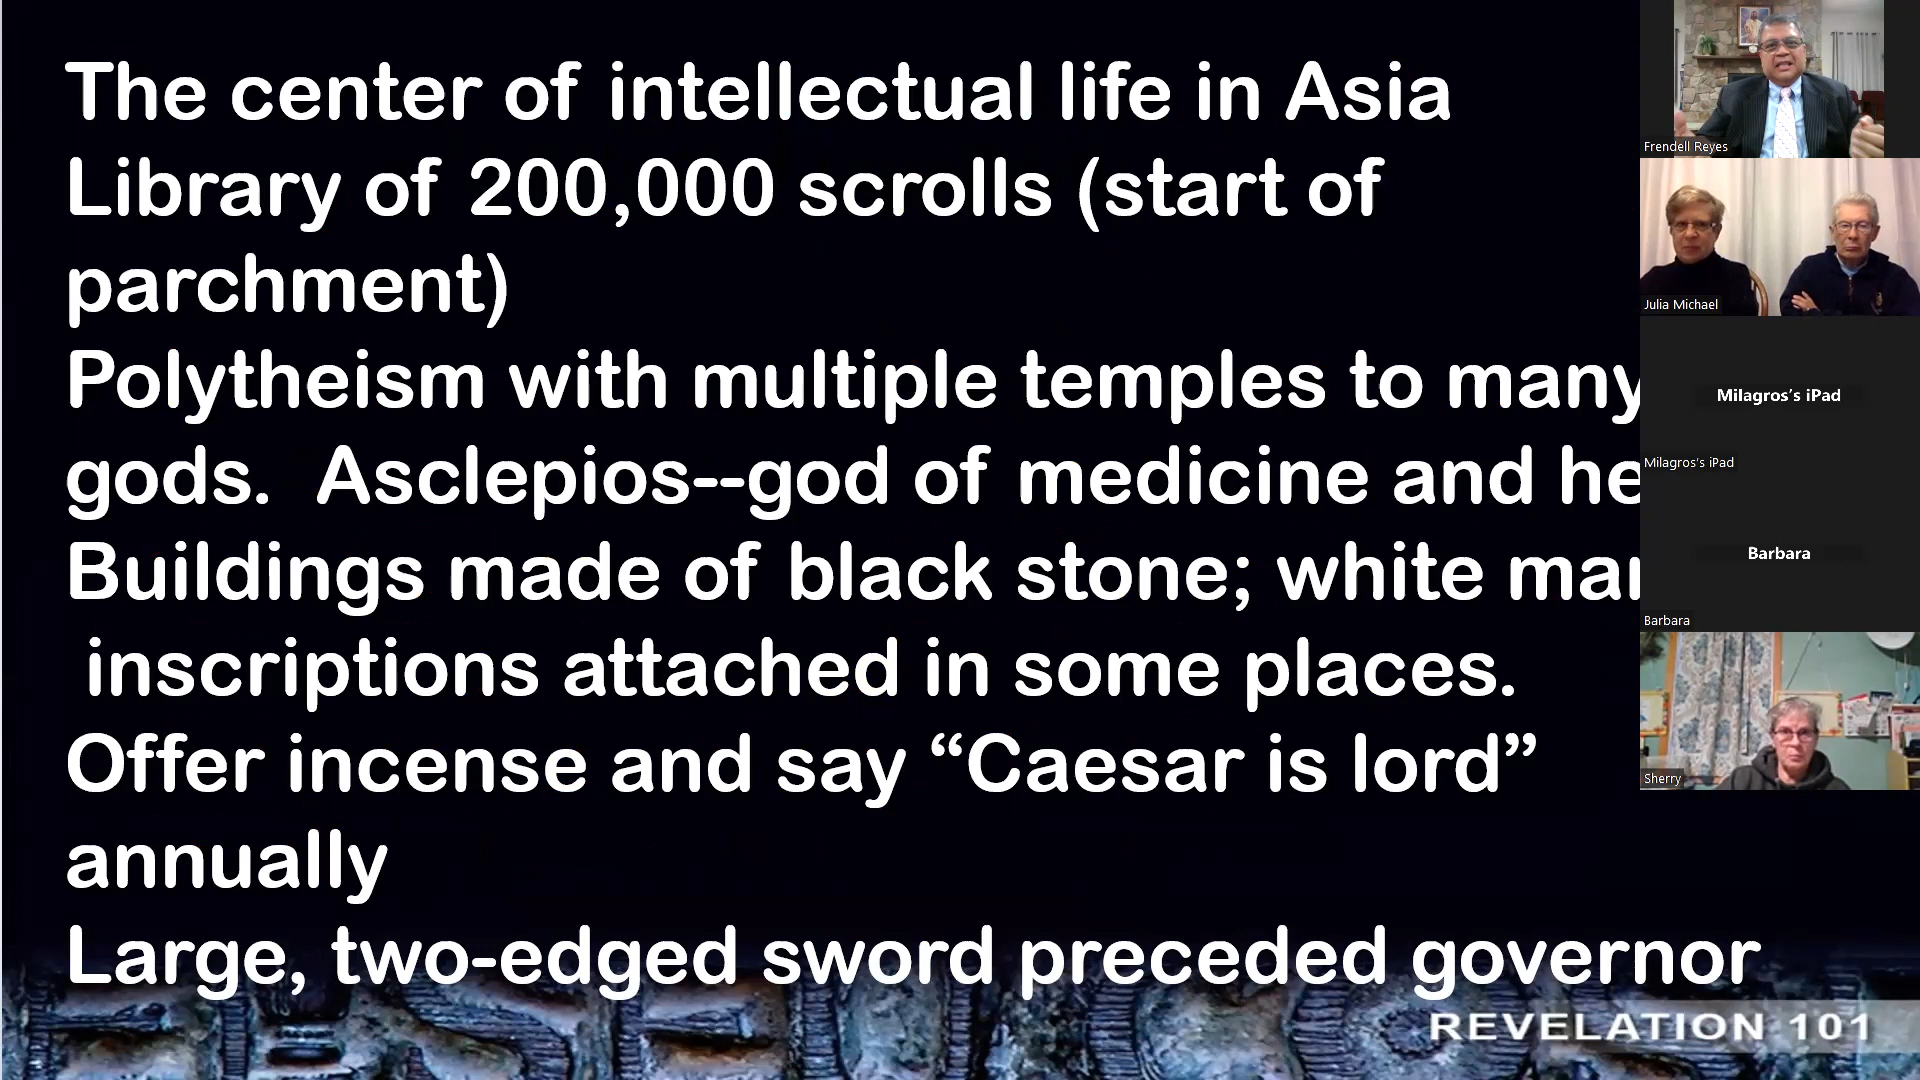 The center of intellectual life in Asia
Library of 200,000 scrolls (start of
parchment)
Polytheism with multiple temples to many
gods.  Asclepios--god of medicine and
Buildings made of black stone; white
inscriptions attached in some places.
Offer incense and say “Caesar is lord”
annually
Large, two-edged sword preceded governor
REVELATION 101
Frendell Reyes
Julia Michael
Milagros's iPad
Milagros's iPad
Barbara
Barbara
Sherry